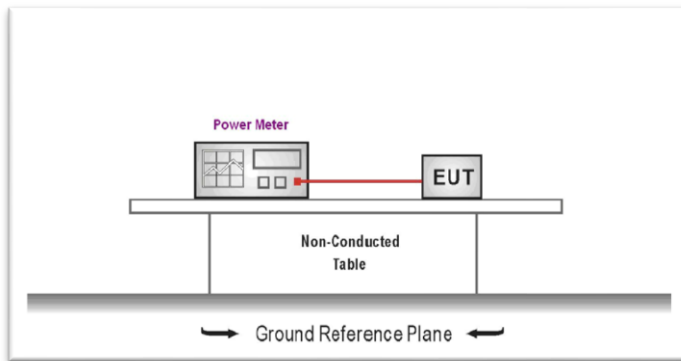 Power Meter
EUT
Non-Conducted
Table
Ground Reference Plane